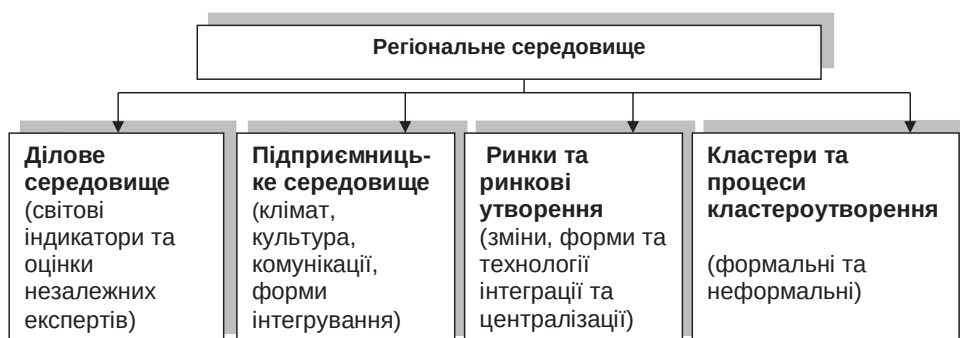 Регіональне середовище
Ділове
середовище
(світові
індикатори та
оцінки
незалежних
експертів)
Підприємниць-
ке середовище
(клімат,
культура,
комунікації,
форми
інтегрування)
Ринки та
ринкові
утворення
(зміни, форми та
технології
інтеграції та
централізації)
Кластери та
процеси
кластероутворення
(формальні та
неформальні)